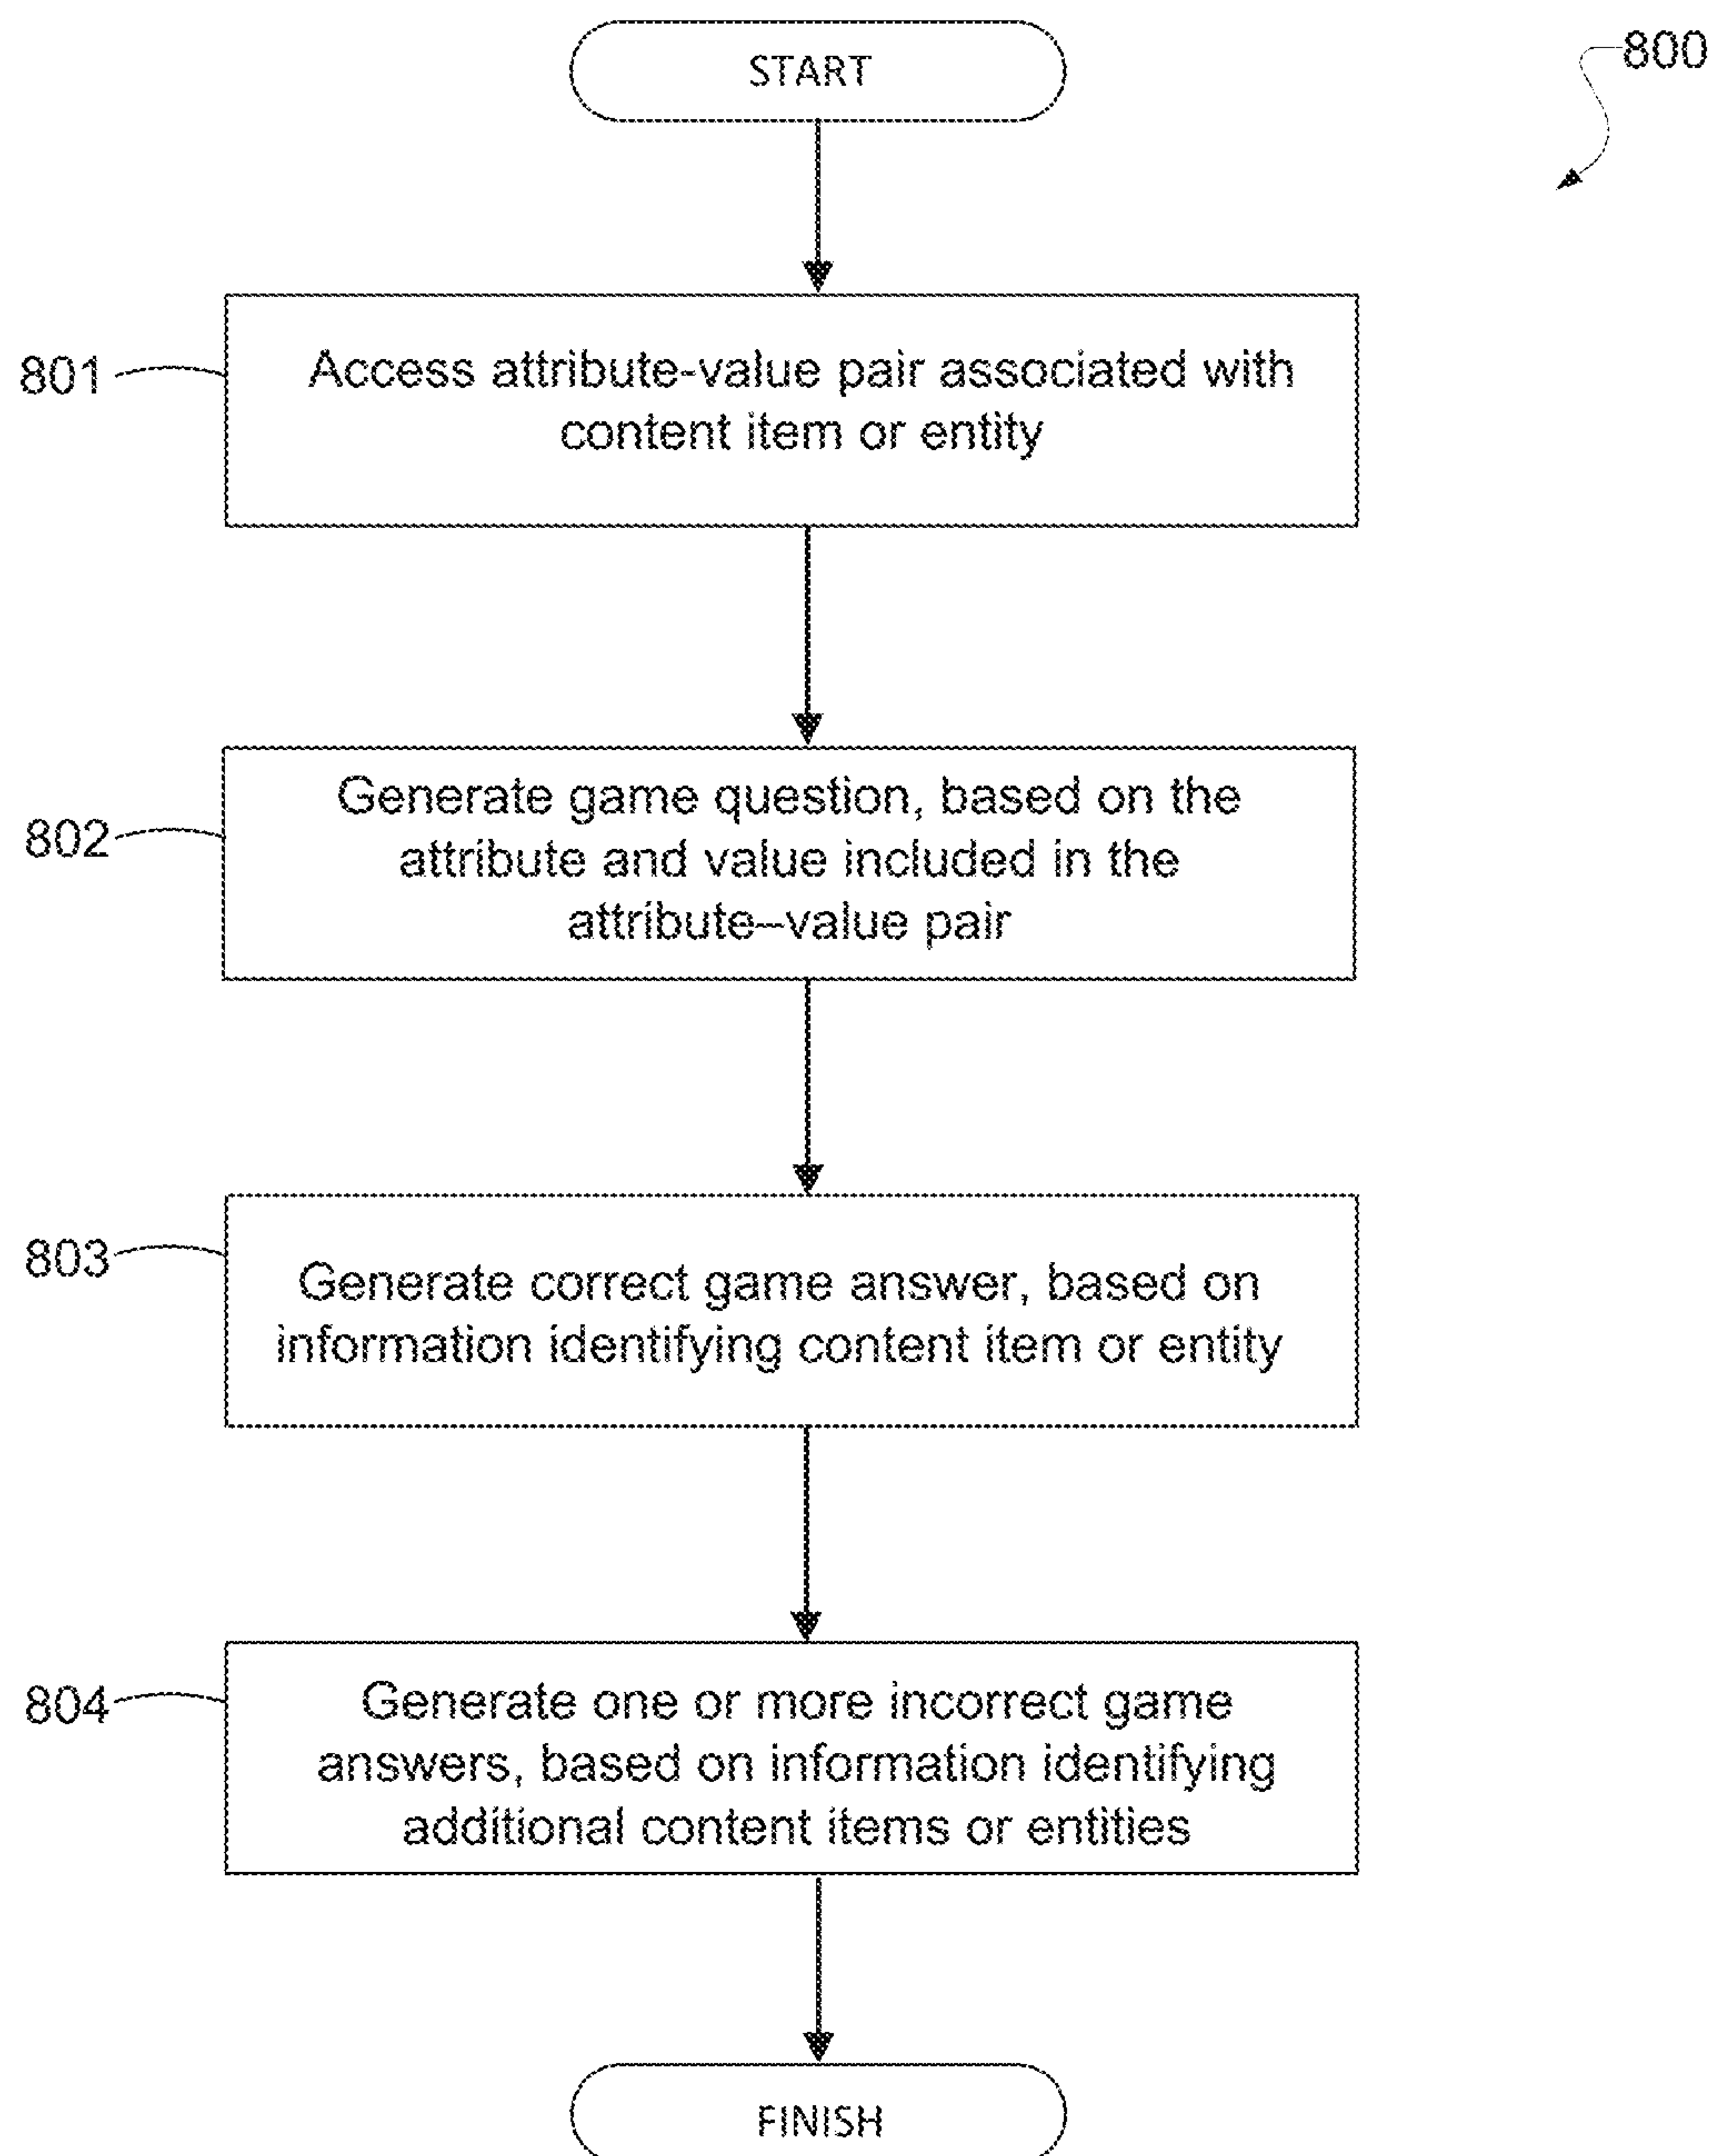 START
800
801
Access attribute-value pair associated with
content item or entity
802
Generate game question, based on the
attribute and value included in the
attribute–value pair
803
Generate correct game answer, based on
information identifying content item or entity
804
Generate one or more incorrect game
answers, based on information identifying
additional content items or entities
FINISH